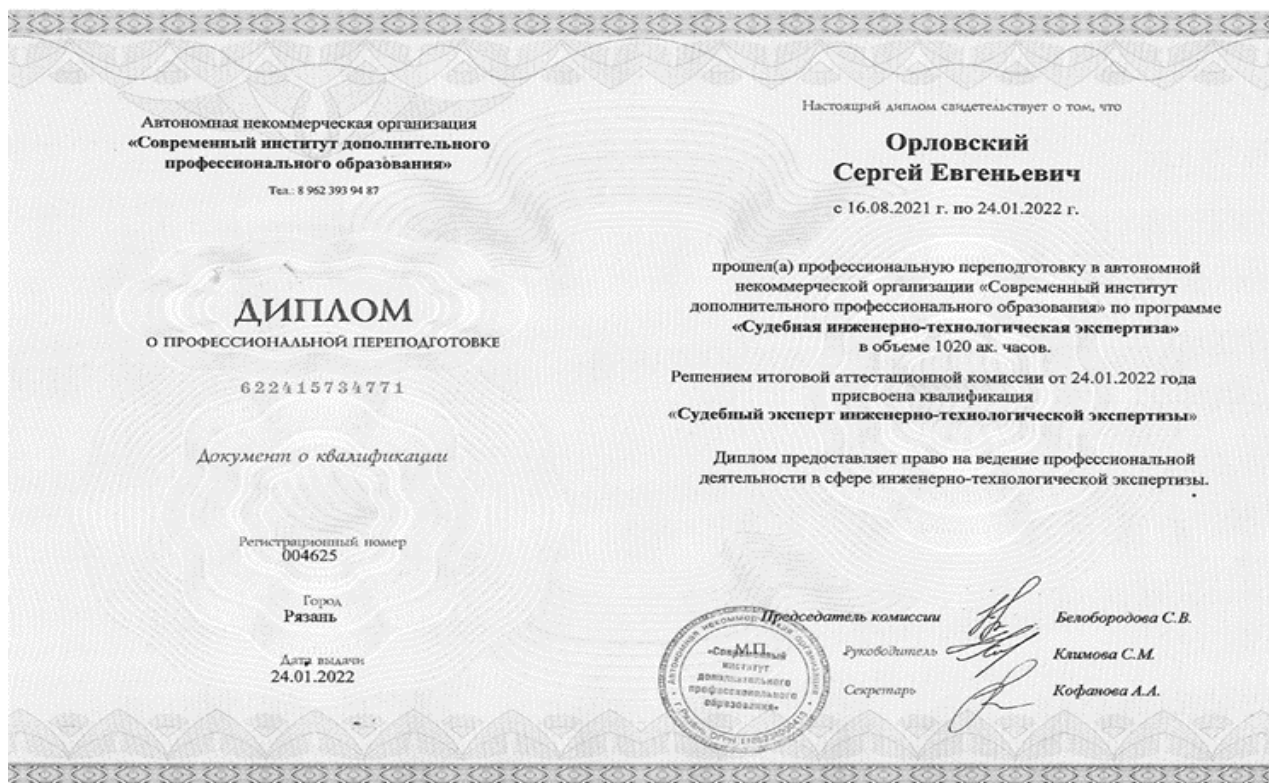 Автономная некоммерческая организация
«Современный институт дополнительного
профессионального образования»
Тел.: 8 962 393 94 87
ДИПЛОМ
О ПРОФЕССИОНАЛЬНОЙ ПЕРЕПОДГОТОВКЕ
622415734771
Документ о квалификации
Регистрационный номер
004625
Город
Рязань
Дата выдачи
24.01.2022
Настоящий диплом свидетельствует о том, что
Орловский
Сергей Евгеньевич
с 16.08.2021 г. по 24.01.2022 г.
прошел(а) профессиональную переподготовку в автономной
некоммерческой организации «Современный институт
дополнительного профессионального образования» по программе
«Судебная инженерно-технологическая экспертиза»
в объеме 1020 ак. часов.
Решением итоговой аттестационной комиссии от 24.01.2022 года
присвоена квалификация
«Судебный эксперт инженерно-технологической экспертизы»
Диплом предоставляет право на ведение профессиональной
деятельности в сфере инженерно-технологической экспертизы.
Председатель комиссии Белобородова С.В.
М.П. Руководитель Климова С.М.
Секретарь Кофанова А.А.
Автономная некоммерческая организация
«Современный
институт
дополнительного
профессионального
образования»
г. Рязань ОГРН